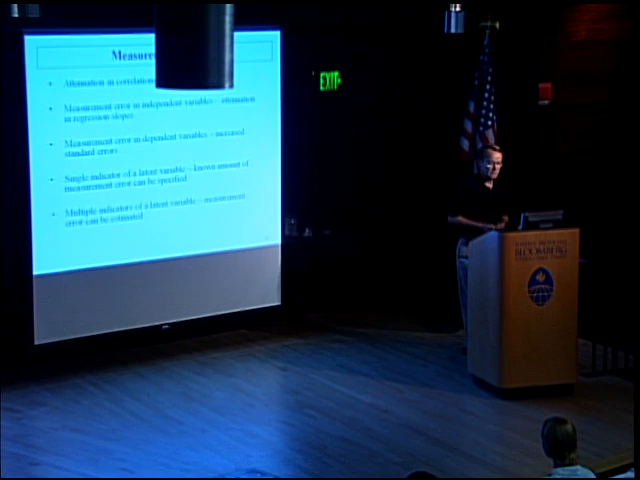 Measure
• Attenuation in correlations
• Measurement error in independent variables – attenuation
in regression slopes
• Measurement error in dependent variables – increased
standard errors
• Single indicator of a latent variable – known amount of
measurement error can be specified
• Multiple indicators of a latent variable – measurement
error can be estimated
EXIT
BLOOMBERG